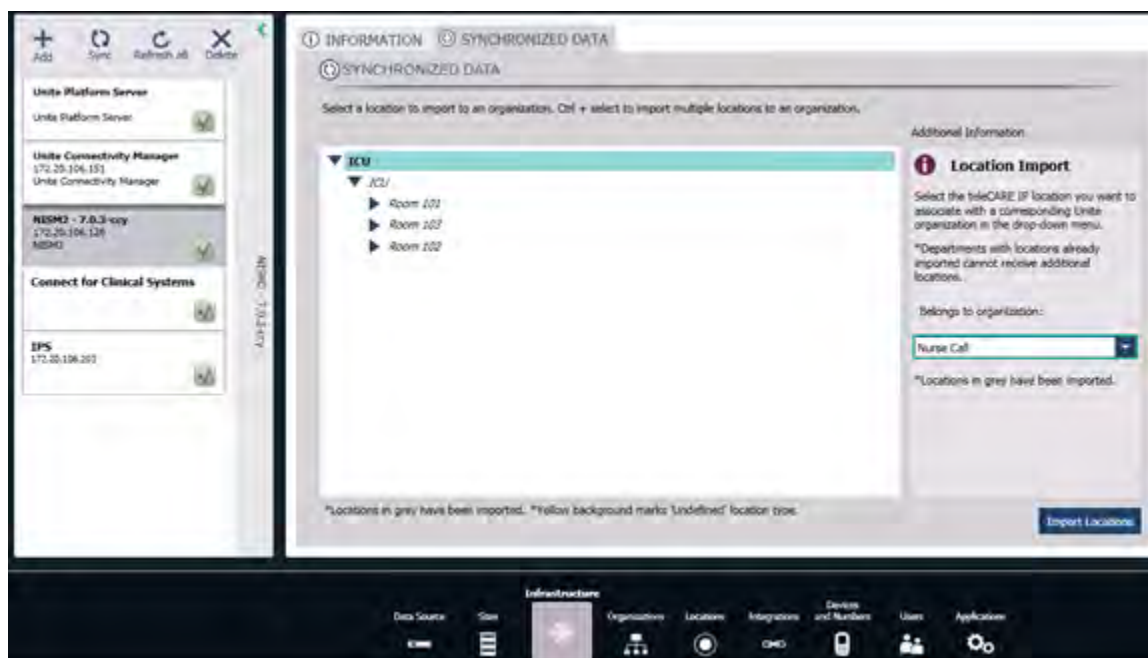 Add Sync Refresh all Delete
Unite Platform Server
Unite Platform Server
Unite Connectivity Manager
172.20.106.151
Unite Connectivity Manager
172.20.106.126
NISM2
Connect for Clinical Systems
IPS
NISM2 - 7.0.3-ccy
INFORMATION SYNCHRONIZED DATA
SYNCHRONIZED DATA
Select a location to import to an organization. Ctrl + select to import multiple locations to an organization.
ICU
ICU
Room 101
Room 103
Room 102
*Locations in grey have been imported. *Yellow background marks 'Undefined' location type.
Additional Information
Location Import
Select the teleCARE IP location you want to
associate with a corresponding Unite
organization in the drop-down menu.
*Departments with locations already
imported cannot receive additional
locations.
Belongs to organization:
Nurse Call
*Locations in grey have been imported.
Import Locations
Infrastructure
Data Source Sites Organizations Locations Integrations Devices and Numbers Users Applications